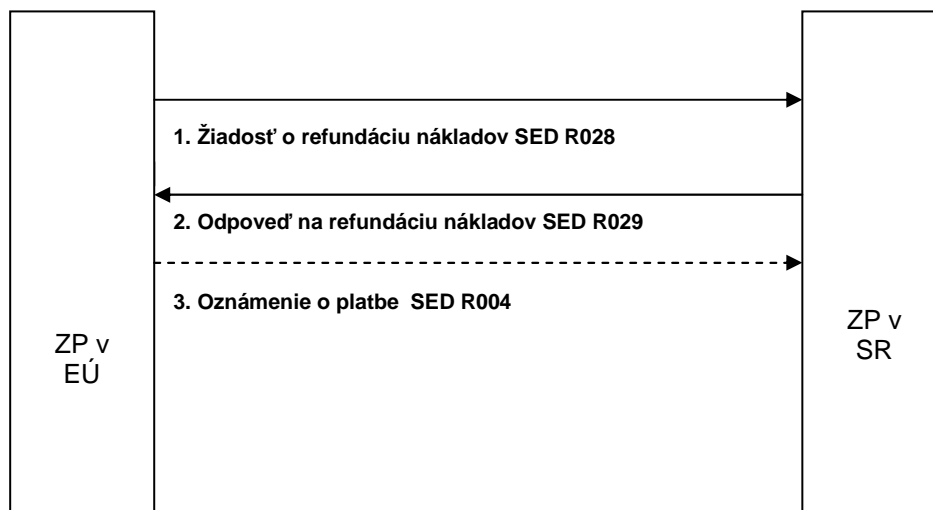 1. Žiadosť o refundáciu nákladov SED R028
2. Odpoveď na refundáciu nákladov SED R029
3. Oznámenie o platbe SED R004
ZP v
EÚ
ZP v
SR